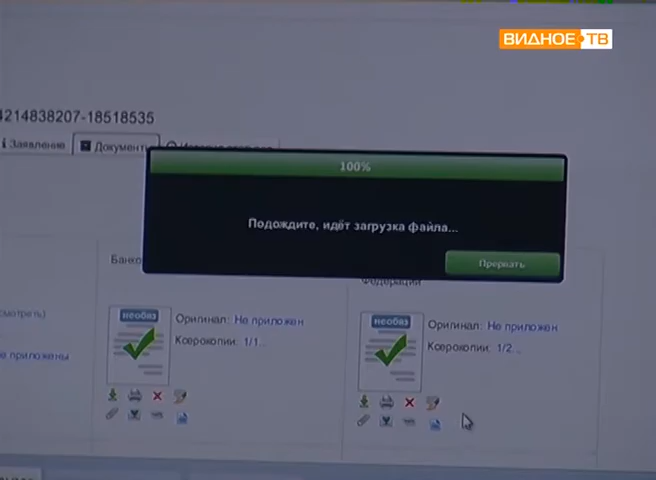 ВИДНОЕ ТВ
4214838207-18518535
Заявление
Документы
100%
Подождите, идёт загрузка файла...
Прервать
Федерации
необяз
Оригинал: Не приложен
Ксерокопии: 1/1..
необяз
Оригинал: Не приложен
Ксерокопии: 1/2..
е приложены